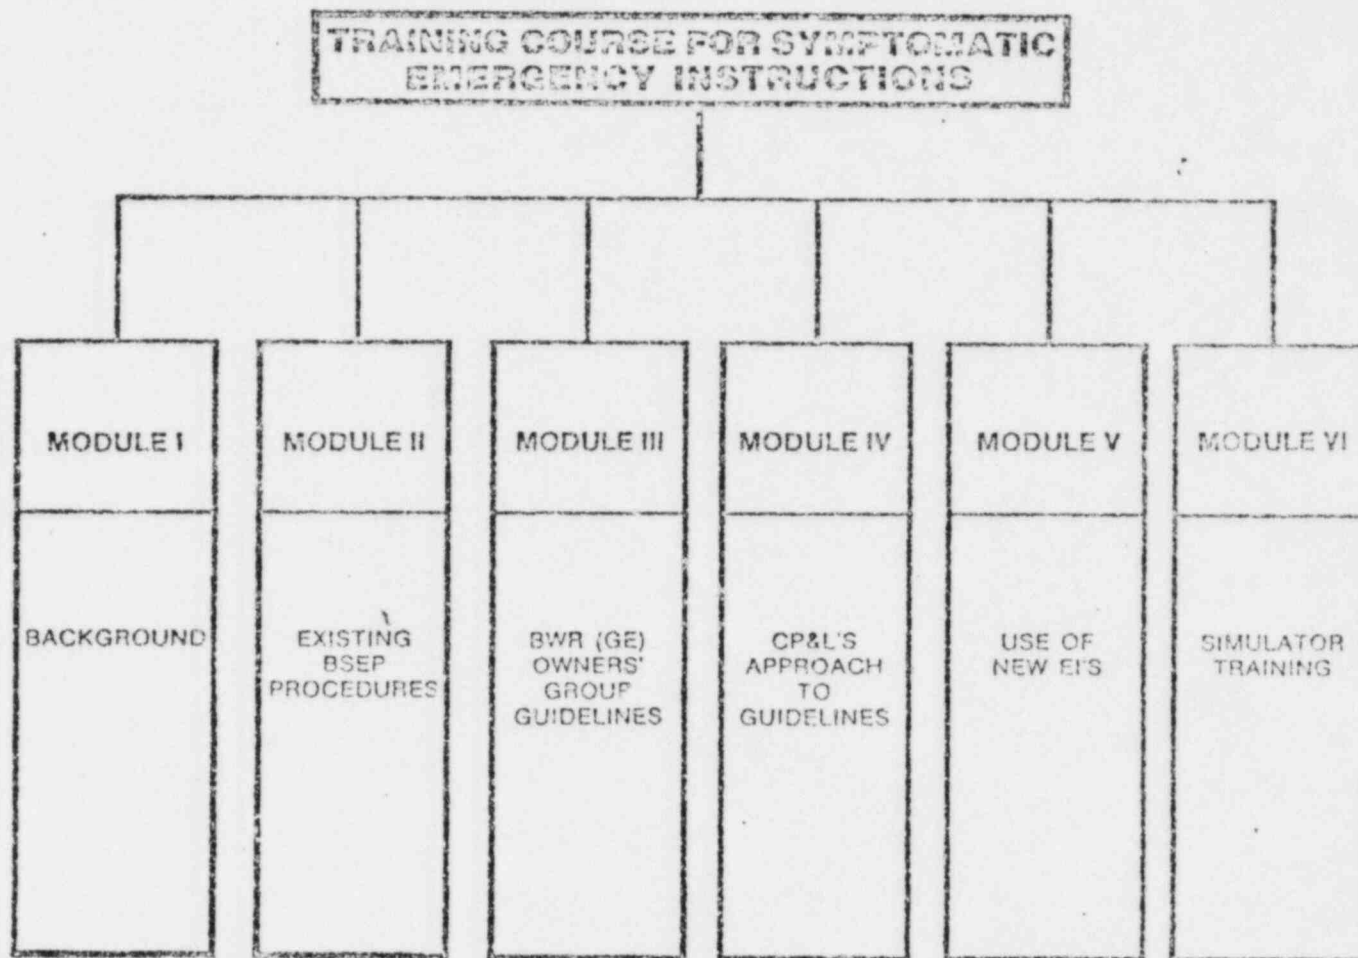 TRAINING COURSE FOR SYMPTOMATIC
EMERGENCY INSTRUCTIONS
MODULE I
BACKGROUND
MODULE II
EXISTING
BSEP
PROCEDURES
MODULE III
BWR (GE)
OWNERS'
GROUP
GUIDELINES
MODULE IV
CP&L'S
APPROACH
TO
GUIDELINES
MODULE V
USE OF
NEW EI'S
MODULE VI
SIMULATOR
TRAINING